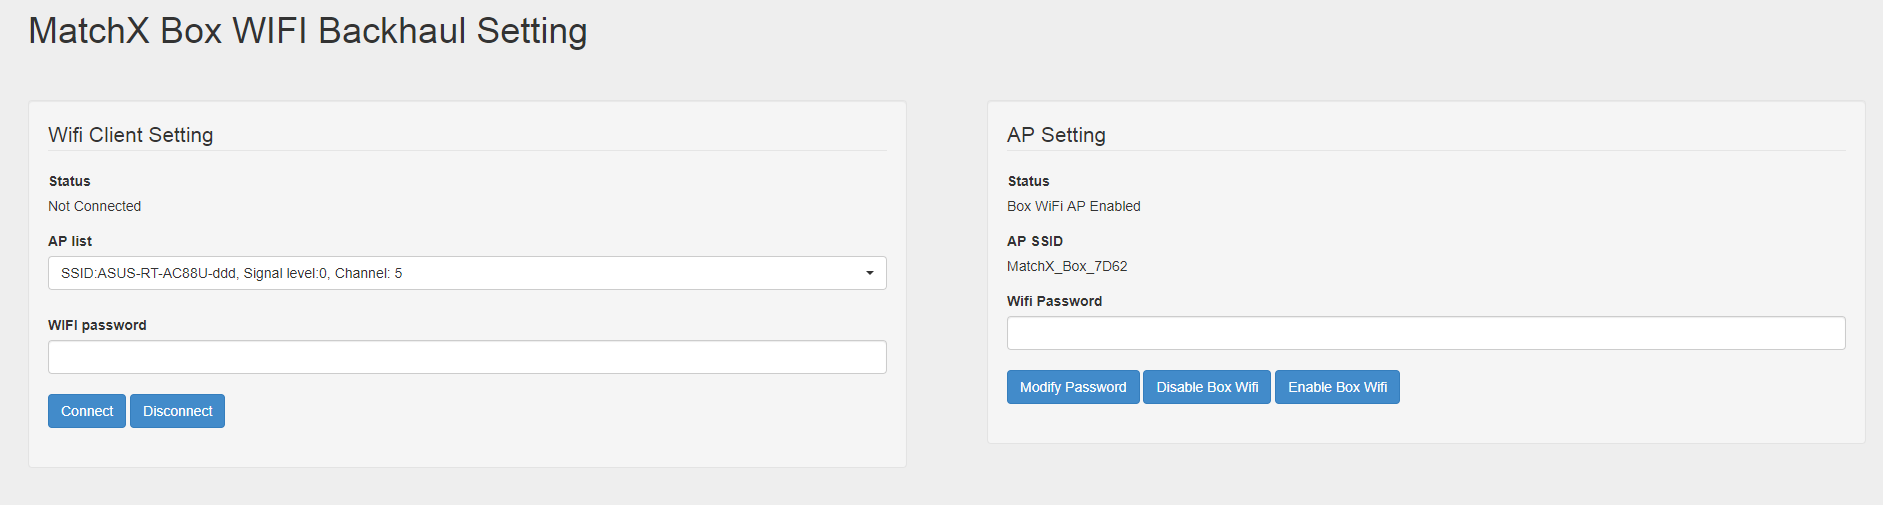 MatchX Box WIFI Backhaul Setting
Wifi Client Setting
Status
Not Connected
AP list
SSID:ASUS-RT-AC88U-ddd, Signal level:0, Channel: 5
WIFI password
Connect Disconnect
AP Setting
Status
Box WiFi AP Enabled
AP SSID
MatchX_Box_7D62
Wifi Password
Modify Password Disable Box Wifi Enable Box Wifi